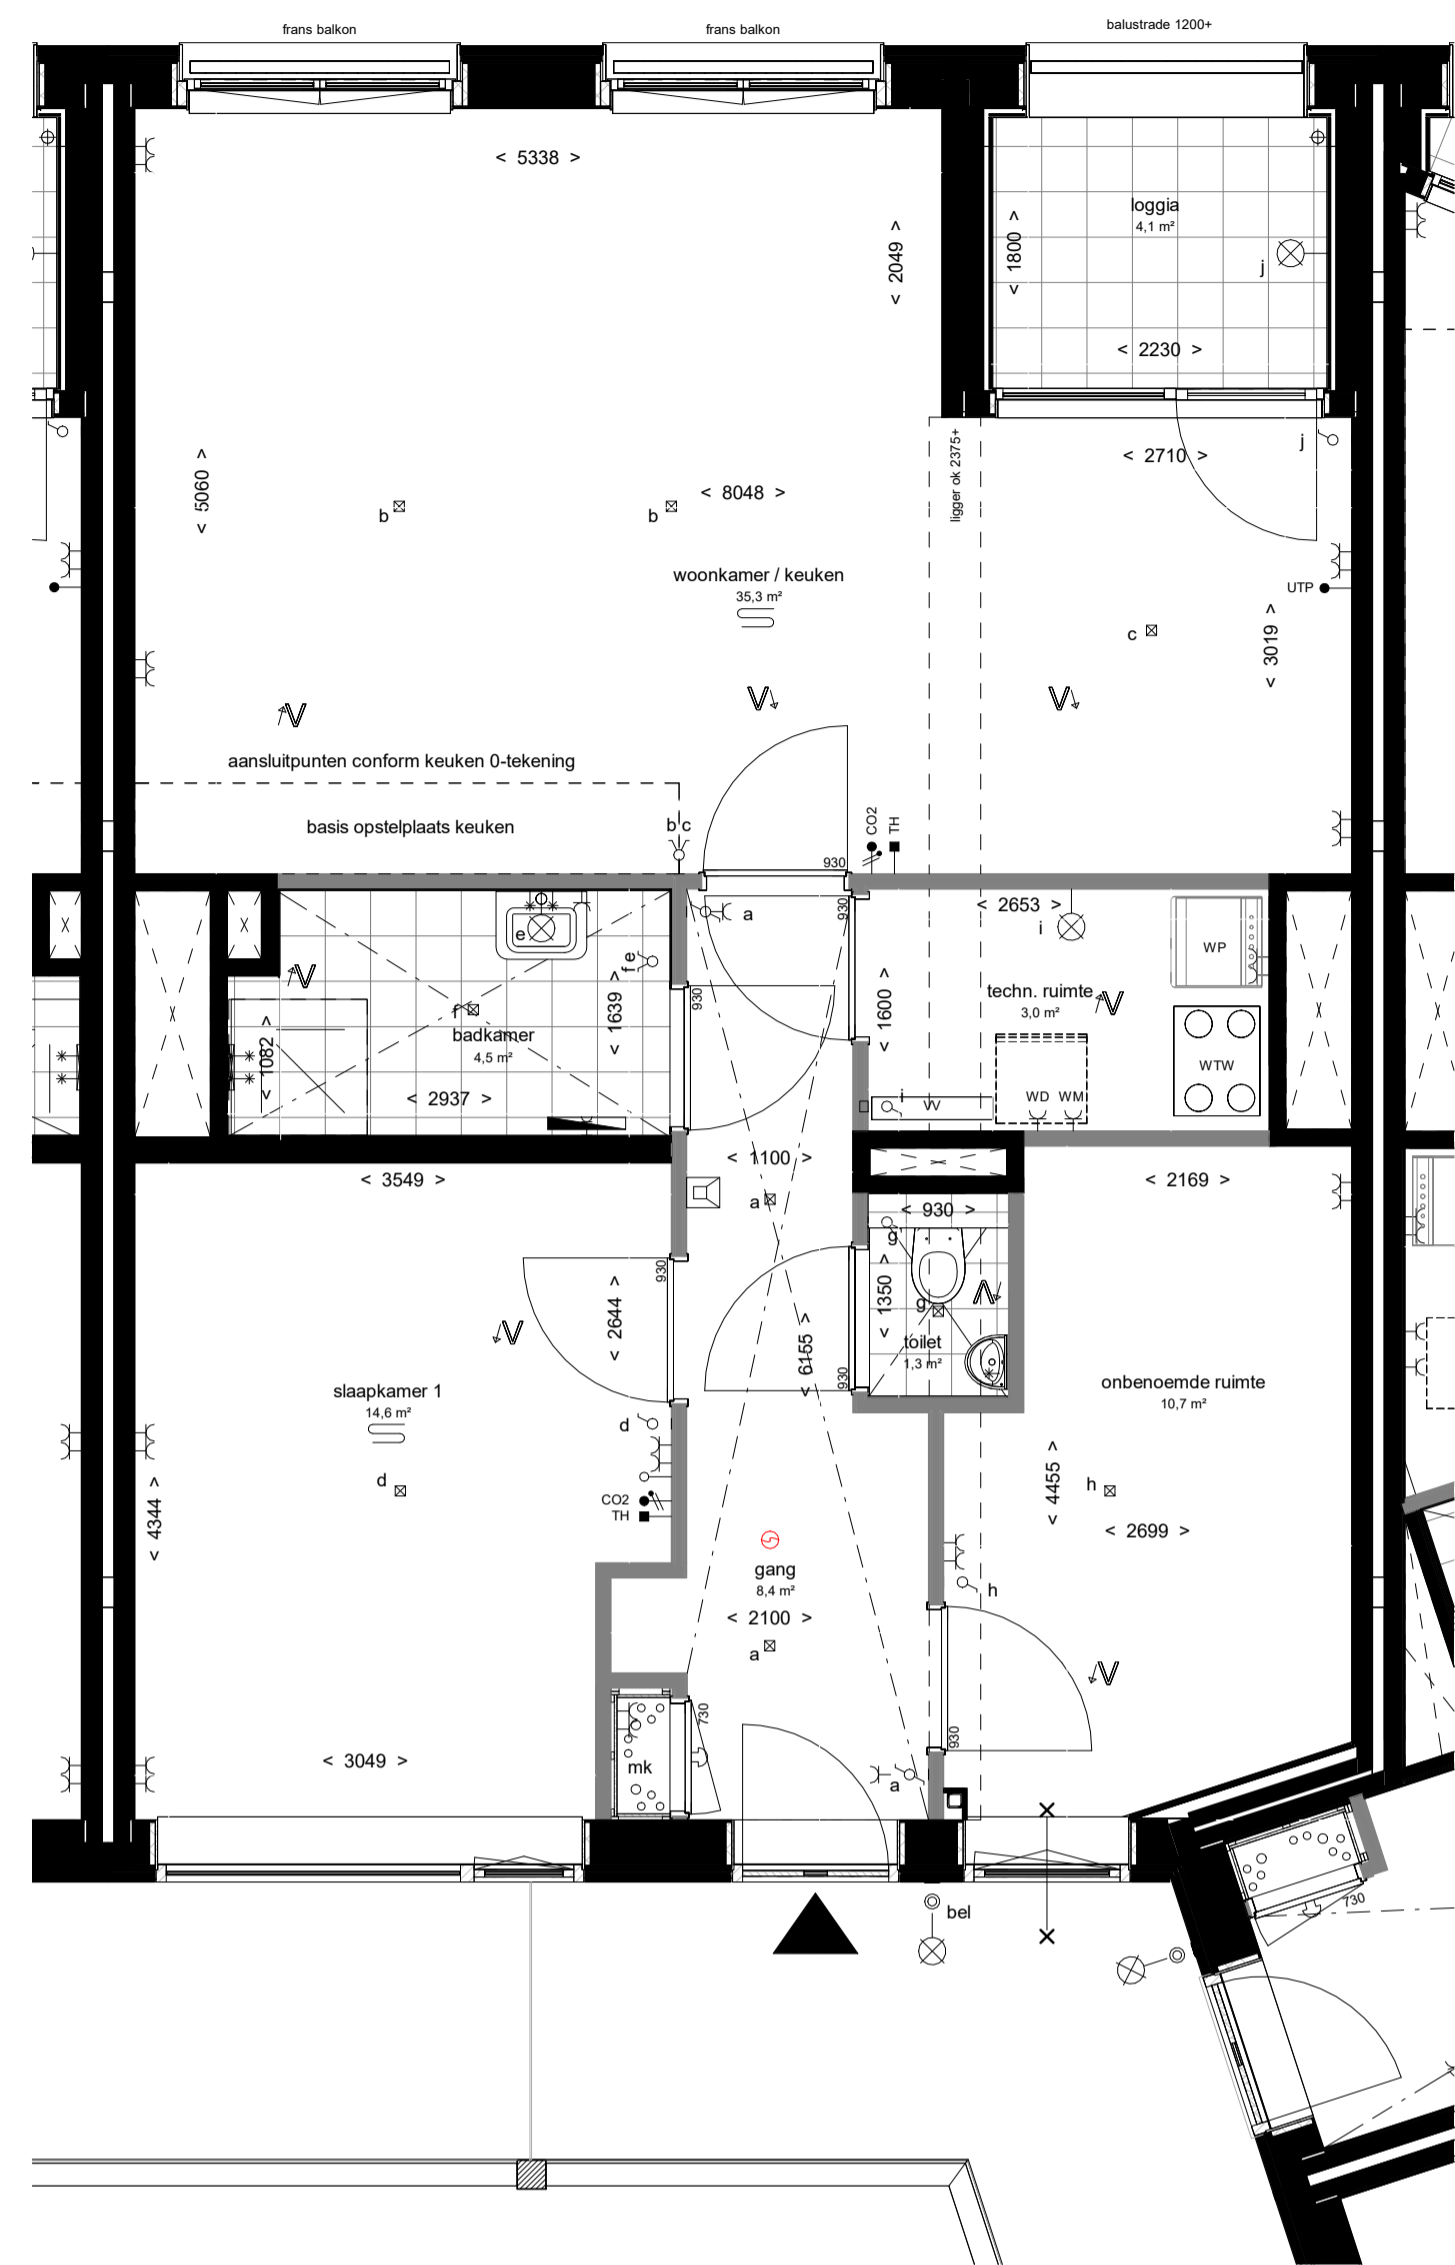 frans balkon
frans balkon
balustrade 1200+
< 5338 >
< 2049 >
loggia
4,1 m²
< 1800 >
j
< 2230 >
ligger ok 2375+
< 2710 >
j
< 5060 >
b
b
< 8048 >
woonkamer / keuken
35,3 m²
UTP
c
< 3019 >
V
V
V
aansluitpunten conform keuken 0-tekening
basis opstelplaats keuken
b c
CO2
TH
930
930
a
e
f e
V
< 2653 >
i
WP
930
< 1639 >
< 1600 >
techn. ruimte
3,0 m²
V
f
badkamer
4,5 m²
< 1082 >
< 2937 >
WTW
i
VV
WD
WM
< 3549 >
< 1100 >
a
< 2169 >
< 930 >
g
930
< 2644 >
< 1350 >
g
V
V
toilet
1,3 m²
< 6155 >
930
slaapkamer 1
14,6 m²
onbenoemde ruimte
10,7 m²
d
d
CO2
TH
< 4344 >
< 4455 >
h
< 2699 >
gang
8,4 m²
h
< 2100 >
a
V
730
930
< 3049 >
mk
a
bel
730